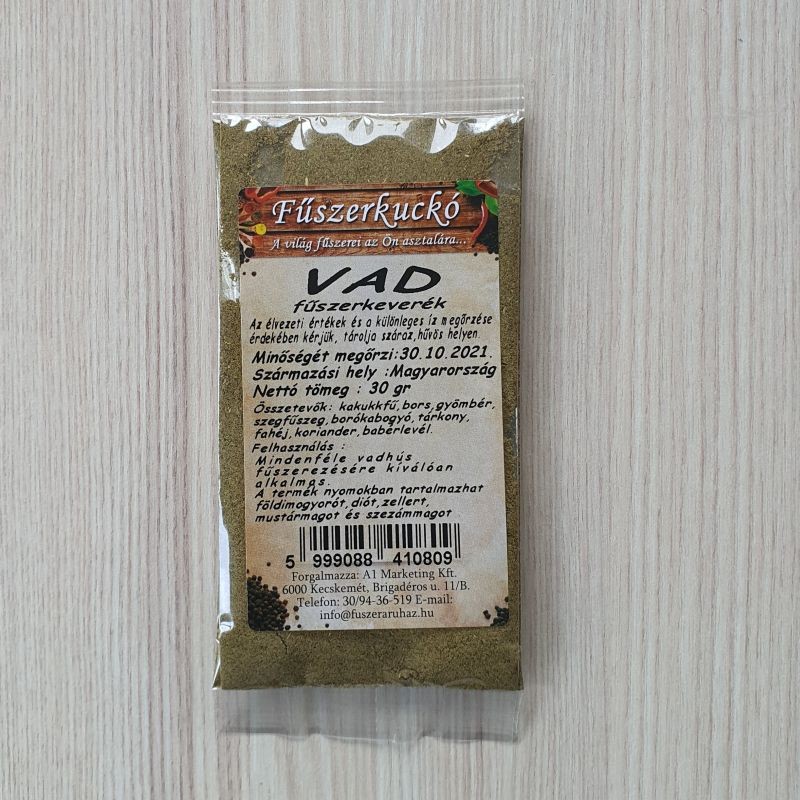 Fűszerkuckó
A világ fűszerei az Ön asztalára...
VAD
fűszerkeverék
Az élvezeti értékek és a különleges íz megőrzése
érdekében kérjük, tárolja száraz,hűvös helyen.
Minőségét megőrzi:30.10.2021.
Származási hely :Magyarország
Nettó tömeg : 30 gr
Összetevők: kakukkfű,bors,gyömbér,
szegfűszeg,borókabogyó,tárkony,
fahéj,koriander,babérlevél.
Felhasználás :
Mindenféle vadhús
fűszerezésére kíválóan
alkalmas.
A termék nyomokban tartalmazhat
földimogyorót,diót,zellert,
mustármagot és szezámmagot
5 999088 410809
Forgalmazza: A1 Marketing Kft.
6000 Kecskemét, Brigadéros u. 11/B.
Telefon: 30/94-36-519 E-mail:
info@fuszeraruhaz.hu